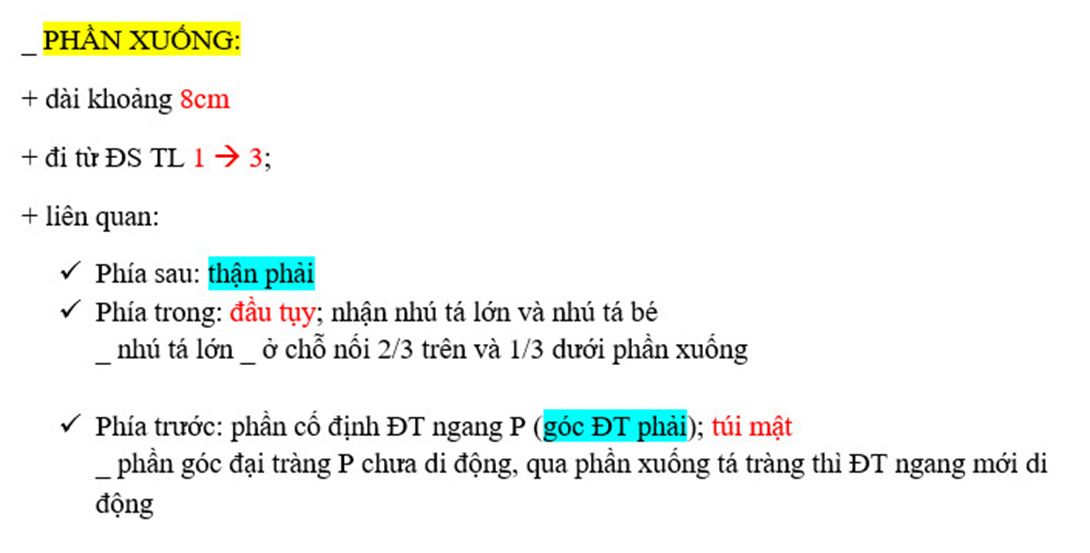 _ PHẦN XUỐNG:
+ dài khoảng 8cm
+ đi từ ĐS TL 1 → 3;
+ liên quan:
✓ Phía sau: thận phải
✓ Phía trong: đầu tụy; nhận nhú tá lớn và nhú tá bé
_ nhú tá lớn _ ở chỗ nối 2/3 trên và 1/3 dưới phần xuống
✓ Phía trước: phần cố định ĐT ngang P (góc ĐT phải); túi mật
_ phần góc đại tràng P chưa di động, qua phần xuống tá tràng thì ĐT ngang mới di
động